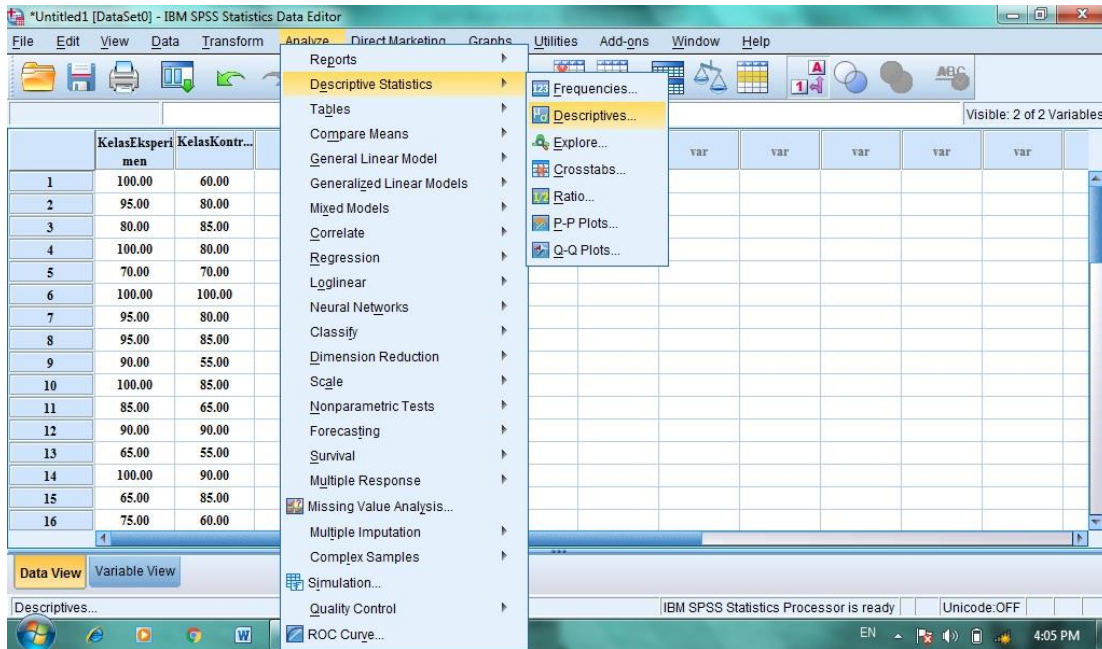 *Untitled1 [DataSet0] - IBM SPSS Statistics Data Editor
File Edit View Data Transform Analyze Direct Marketing Graphs Utilities Add-ons Window Help
Visible: 2 of 2 Variables
KelasEksperi KelasKontr... var var var var var
men
1 100.00 60.00
2 95.00 80.00
3 80.00 85.00
4 100.00 80.00
5 70.00 70.00
6 100.00 100.00
7 95.00 80.00
8 95.00 85.00
9 90.00 55.00
10 100.00 85.00
11 85.00 65.00
12 90.00 90.00
13 65.00 55.00
14 100.00 90.00
15 65.00 85.00
16 75.00 60.00
Reports
Descriptive Statistics
Tables
Compare Means
General Linear Model
Generalized Linear Models
Mixed Models
Correlate
Regression
Loglinear
Neural Networks
Classify
Dimension Reduction
Scale
Nonparametric Tests
Forecasting
Survival
Multiple Response
Missing Value Analysis...
Multiple Imputation
Complex Samples
Simulation...
Quality Control
ROC Curve...
123 Frequencies...
Descriptives...
Explore...
Crosstabs...
1/2 Ratio...
P-P Plots...
Q-Q Plots...
Data View Variable View
Descriptives... IBM SPSS Statistics Processor is ready Unicode:OFF
EN 4:05 PM